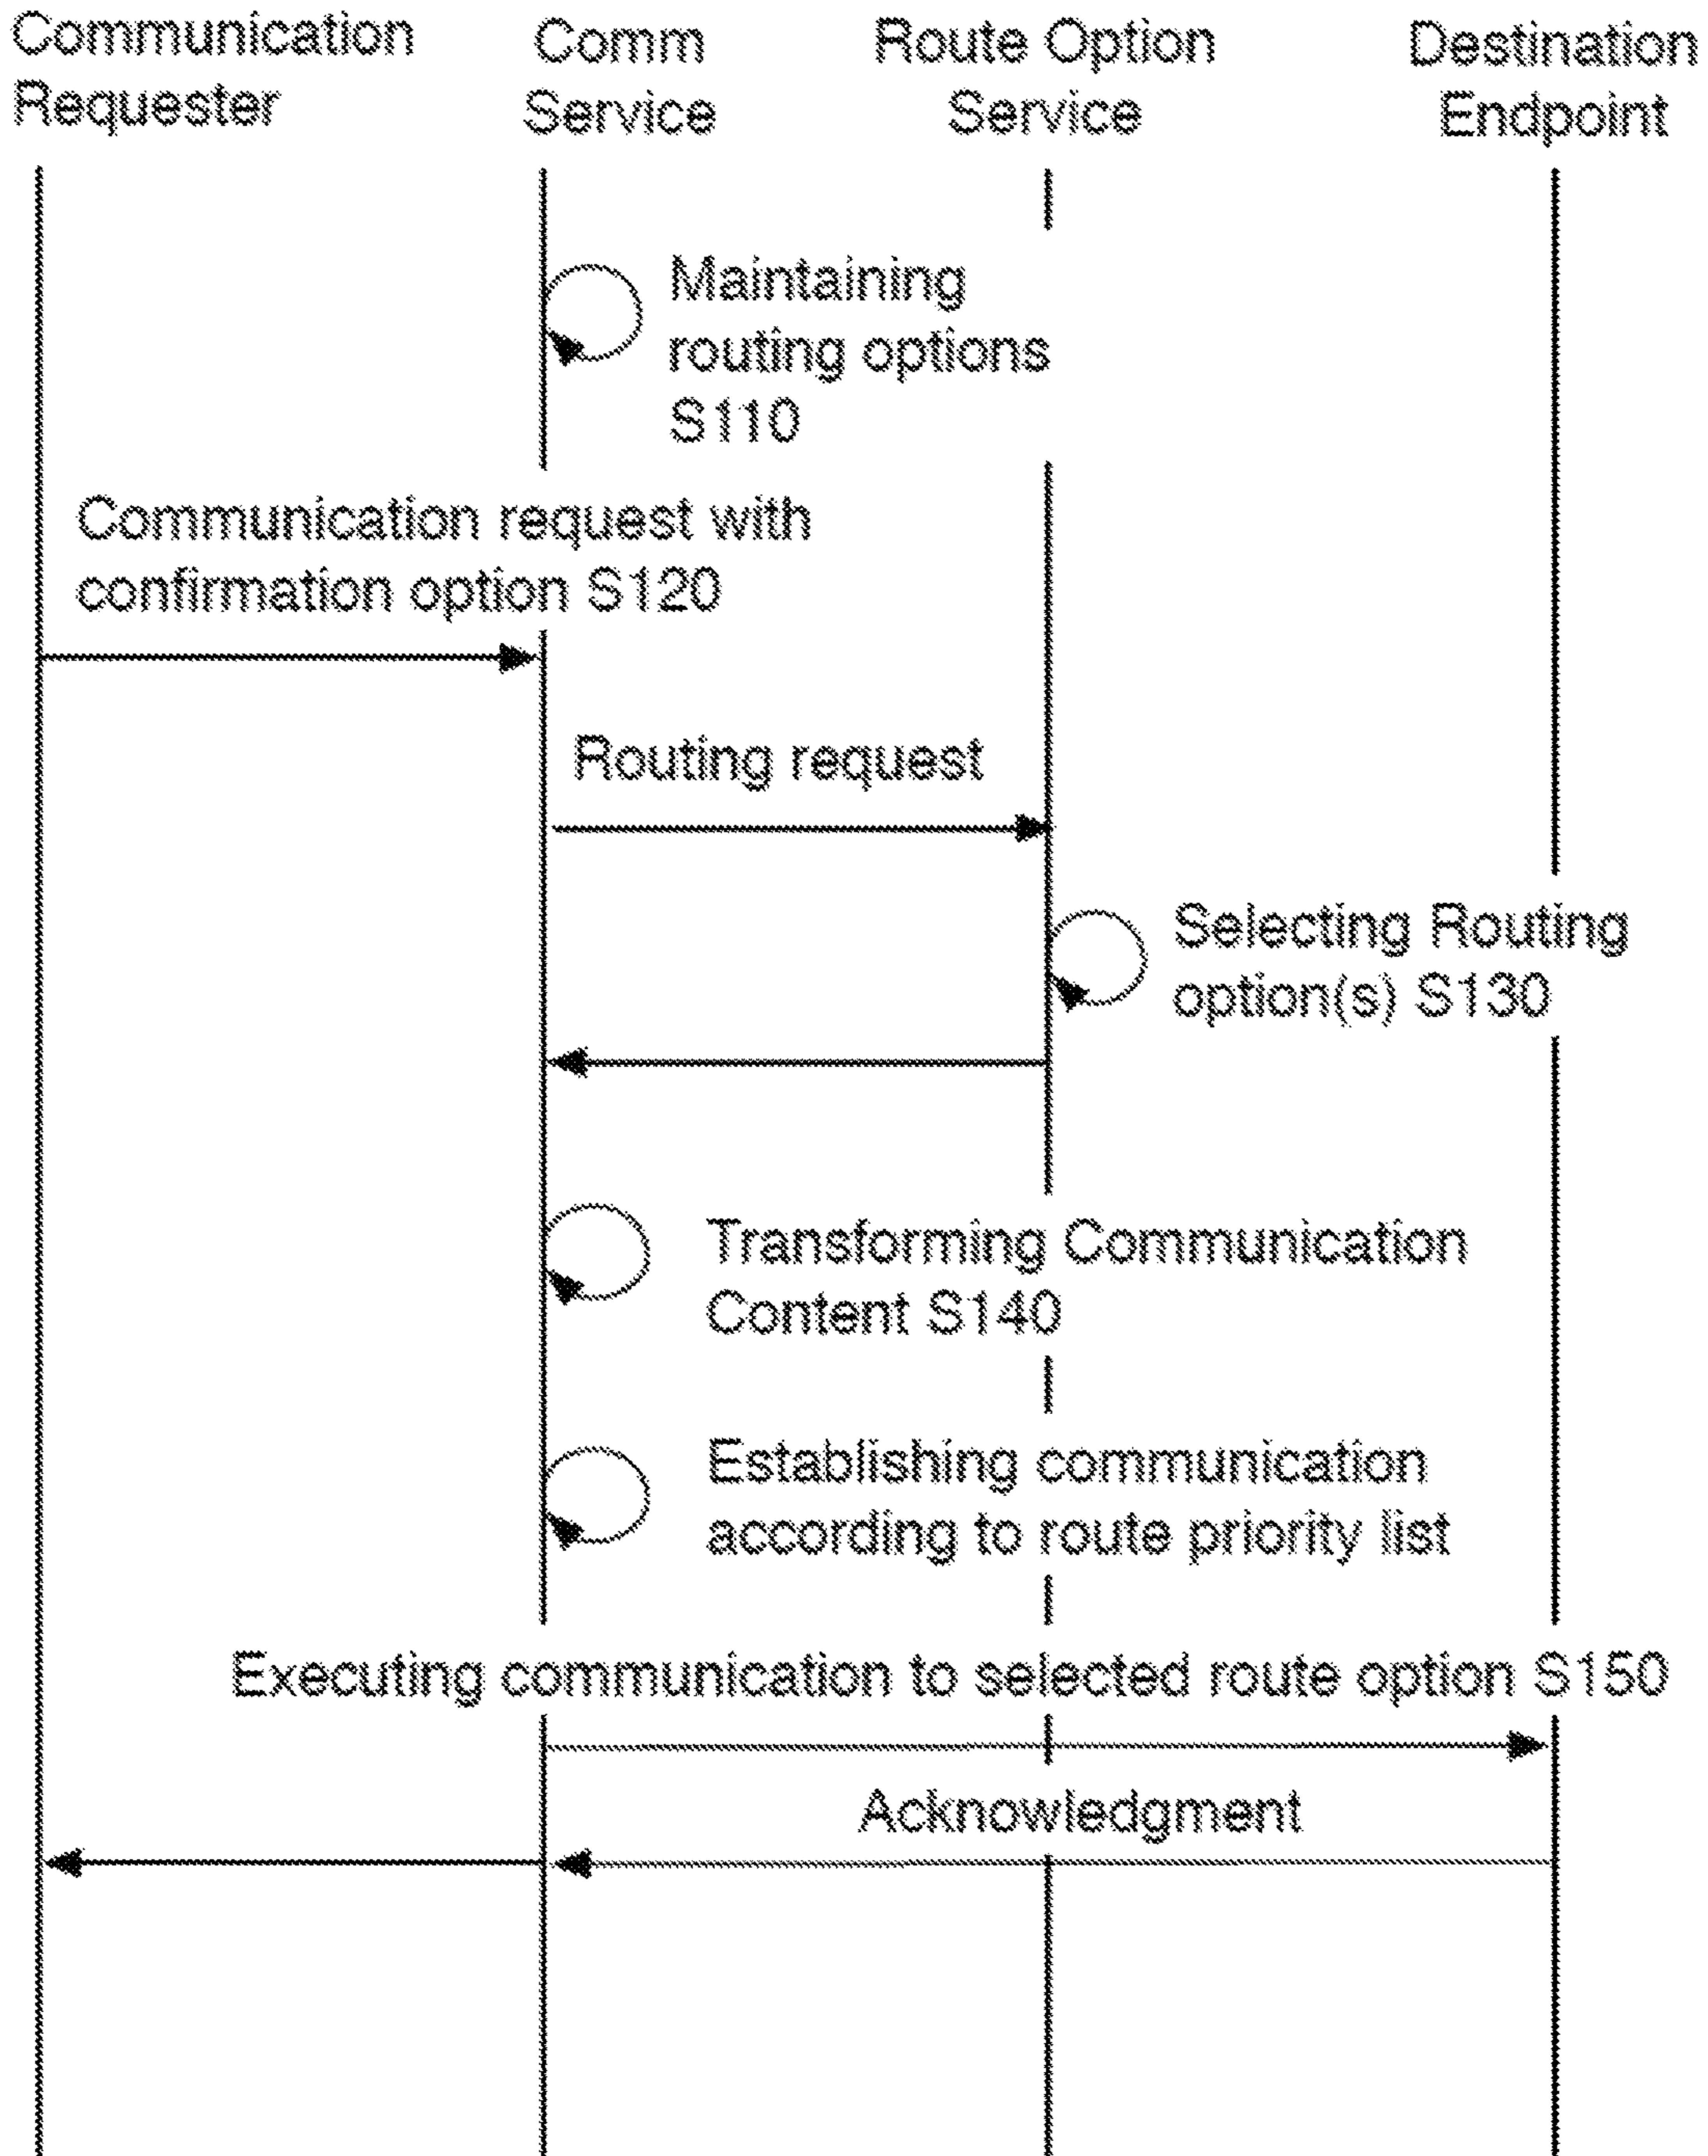 Communication
Requester
Comm
Service
Route Option
Service
Destination
Endpoint
Maintaining
routing options
S110
Communication request with
confirmation option S120
Routing request
Selecting Routing
option(s) S130
Transforming Communication
Content S140
Establishing communication
according to route priority list
Executing communication to selected route option S150
Acknowledgment